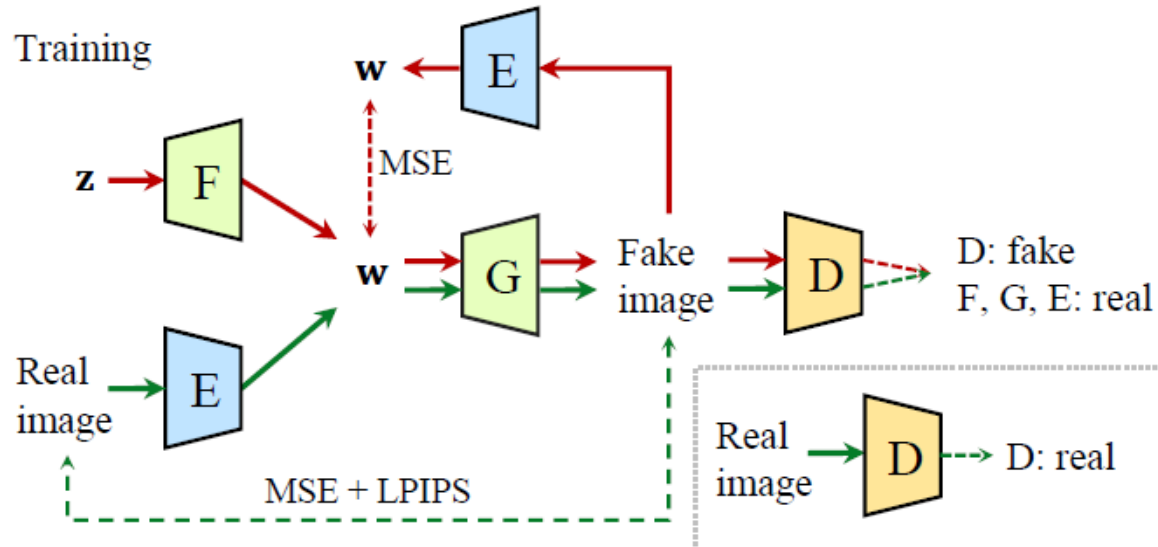 Training
w
E
MSE
z
F
w
G
Fake
image
D
D: fake
F, G, E: real
Real
image
E
MSE + LPIPS
Real
image
D
D: real